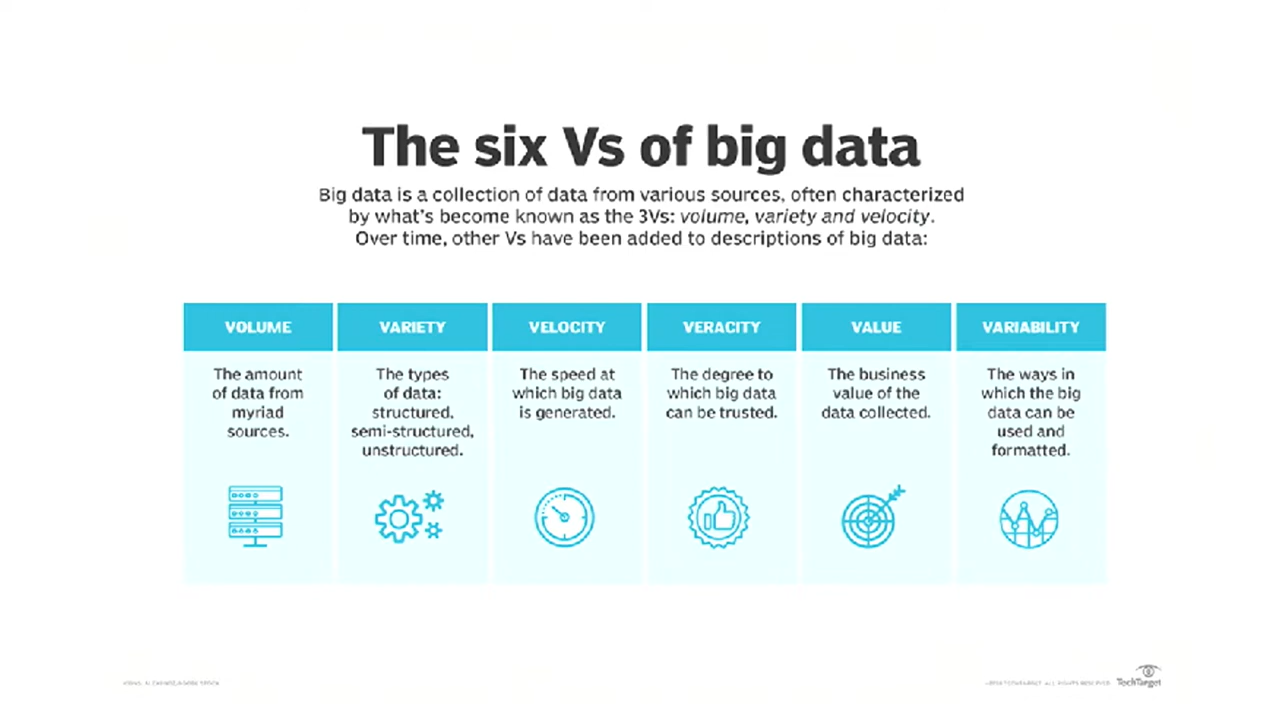 The six Vs of big data
Big data is a collection of data from various sources, often characterized
by what's become known as the 3Vs: volume, variety and velocity.
Over time, other Vs have been added to descriptions of big data:
VOLUME
The amount
of data from
myriad
sources.
VARIETY
The types
of data:
structured,
semi-structured,
unstructured.
VELOCITY
The speed at
which big data
is generated.
VERACITY
The degree to
which big data
can be trusted.
VALUE
The business
value of the
data collected.
VARIABILITY
The ways in
which the big
data can be
used and
formatted.
ALL RIGHTS RESERVED
TechTarget